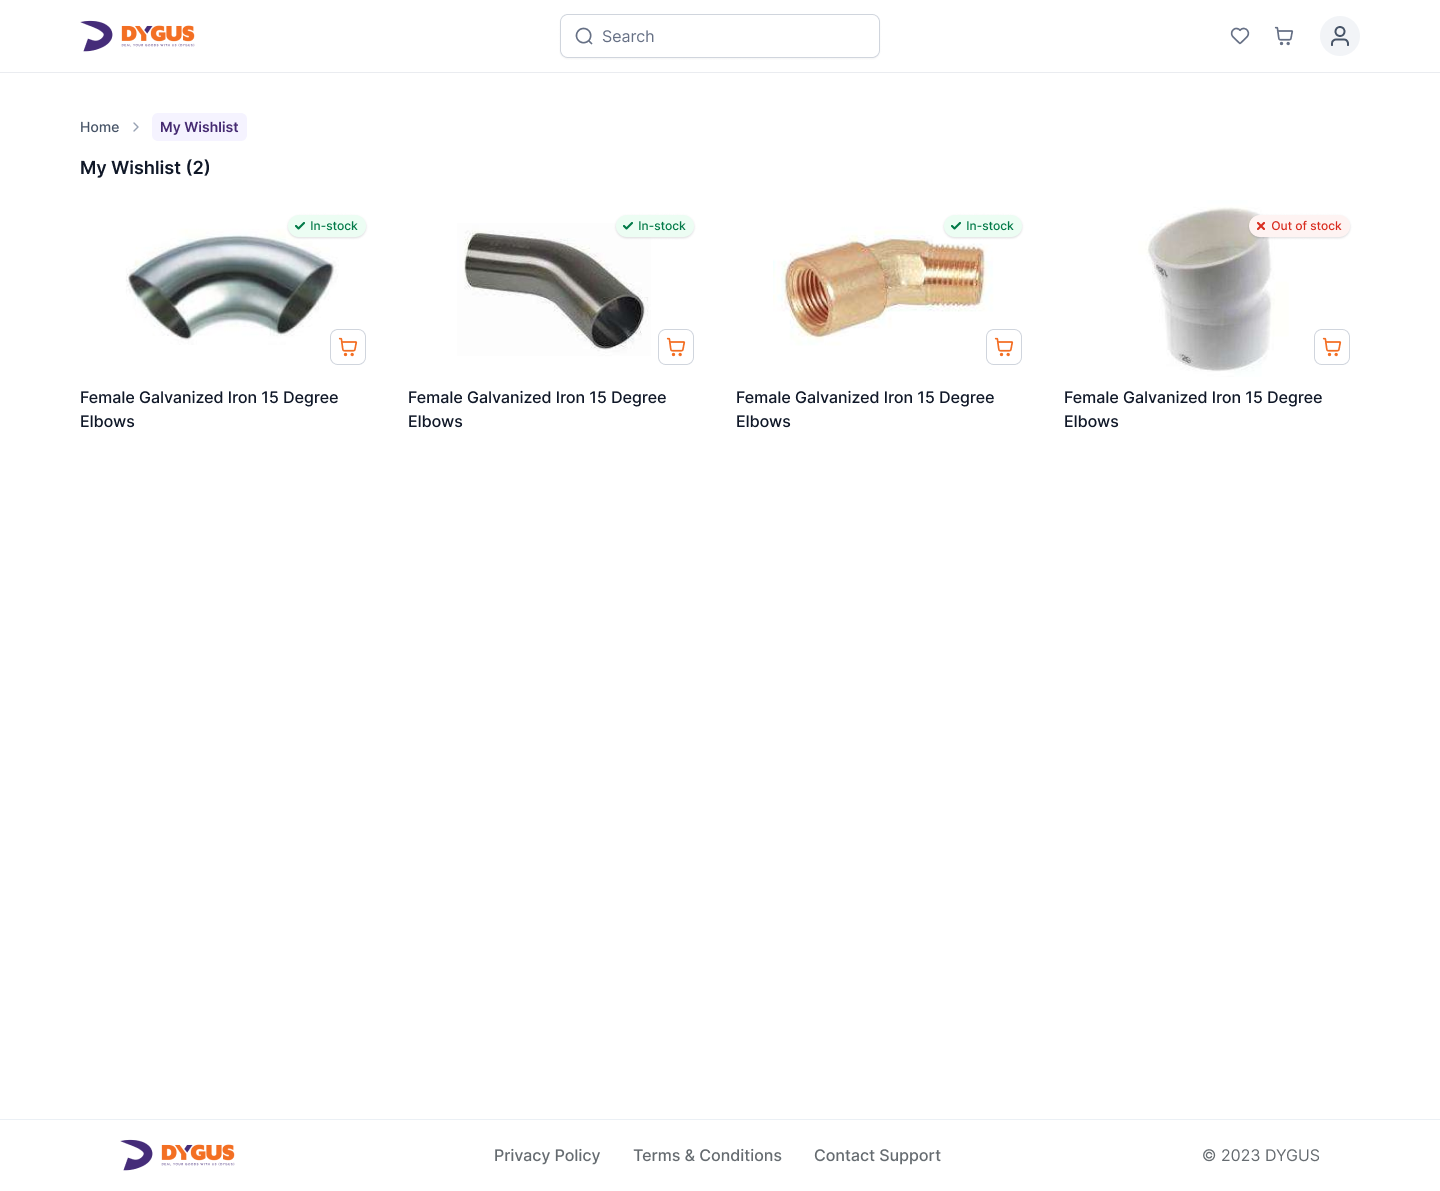 DYGUS
Search
Home
My Wishlist
My Wishlist (2)
In-stock
In-stock
In-stock
Out of stock
Female Galvanized Iron 15 Degree
Elbows
Female Galvanized Iron 15 Degree
Elbows
Female Galvanized Iron 15 Degree
Elbows
Female Galvanized Iron 15 Degree
Elbows
DYGUS
Privacy Policy
Terms & Conditions
Contact Support
© 2023 DYGUS